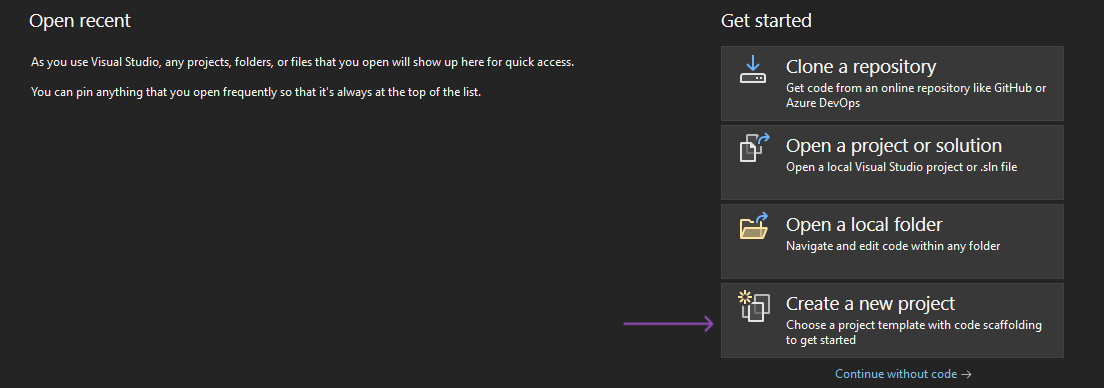 Open recent
As you use Visual Studio, any projects, folders, or files that you open will show up here for quick access.
You can pin anything that you open frequently so that it's always at the top of the list.
Get started
Clone a repository
Get code from an online repository like GitHub or
Azure DevOps
Open a project or solution
Open a local Visual Studio project or .sln file
Open a local folder
Navigate and edit code within any folder
Create a new project
Choose a project template with code scaffolding
to get started
Continue without code →